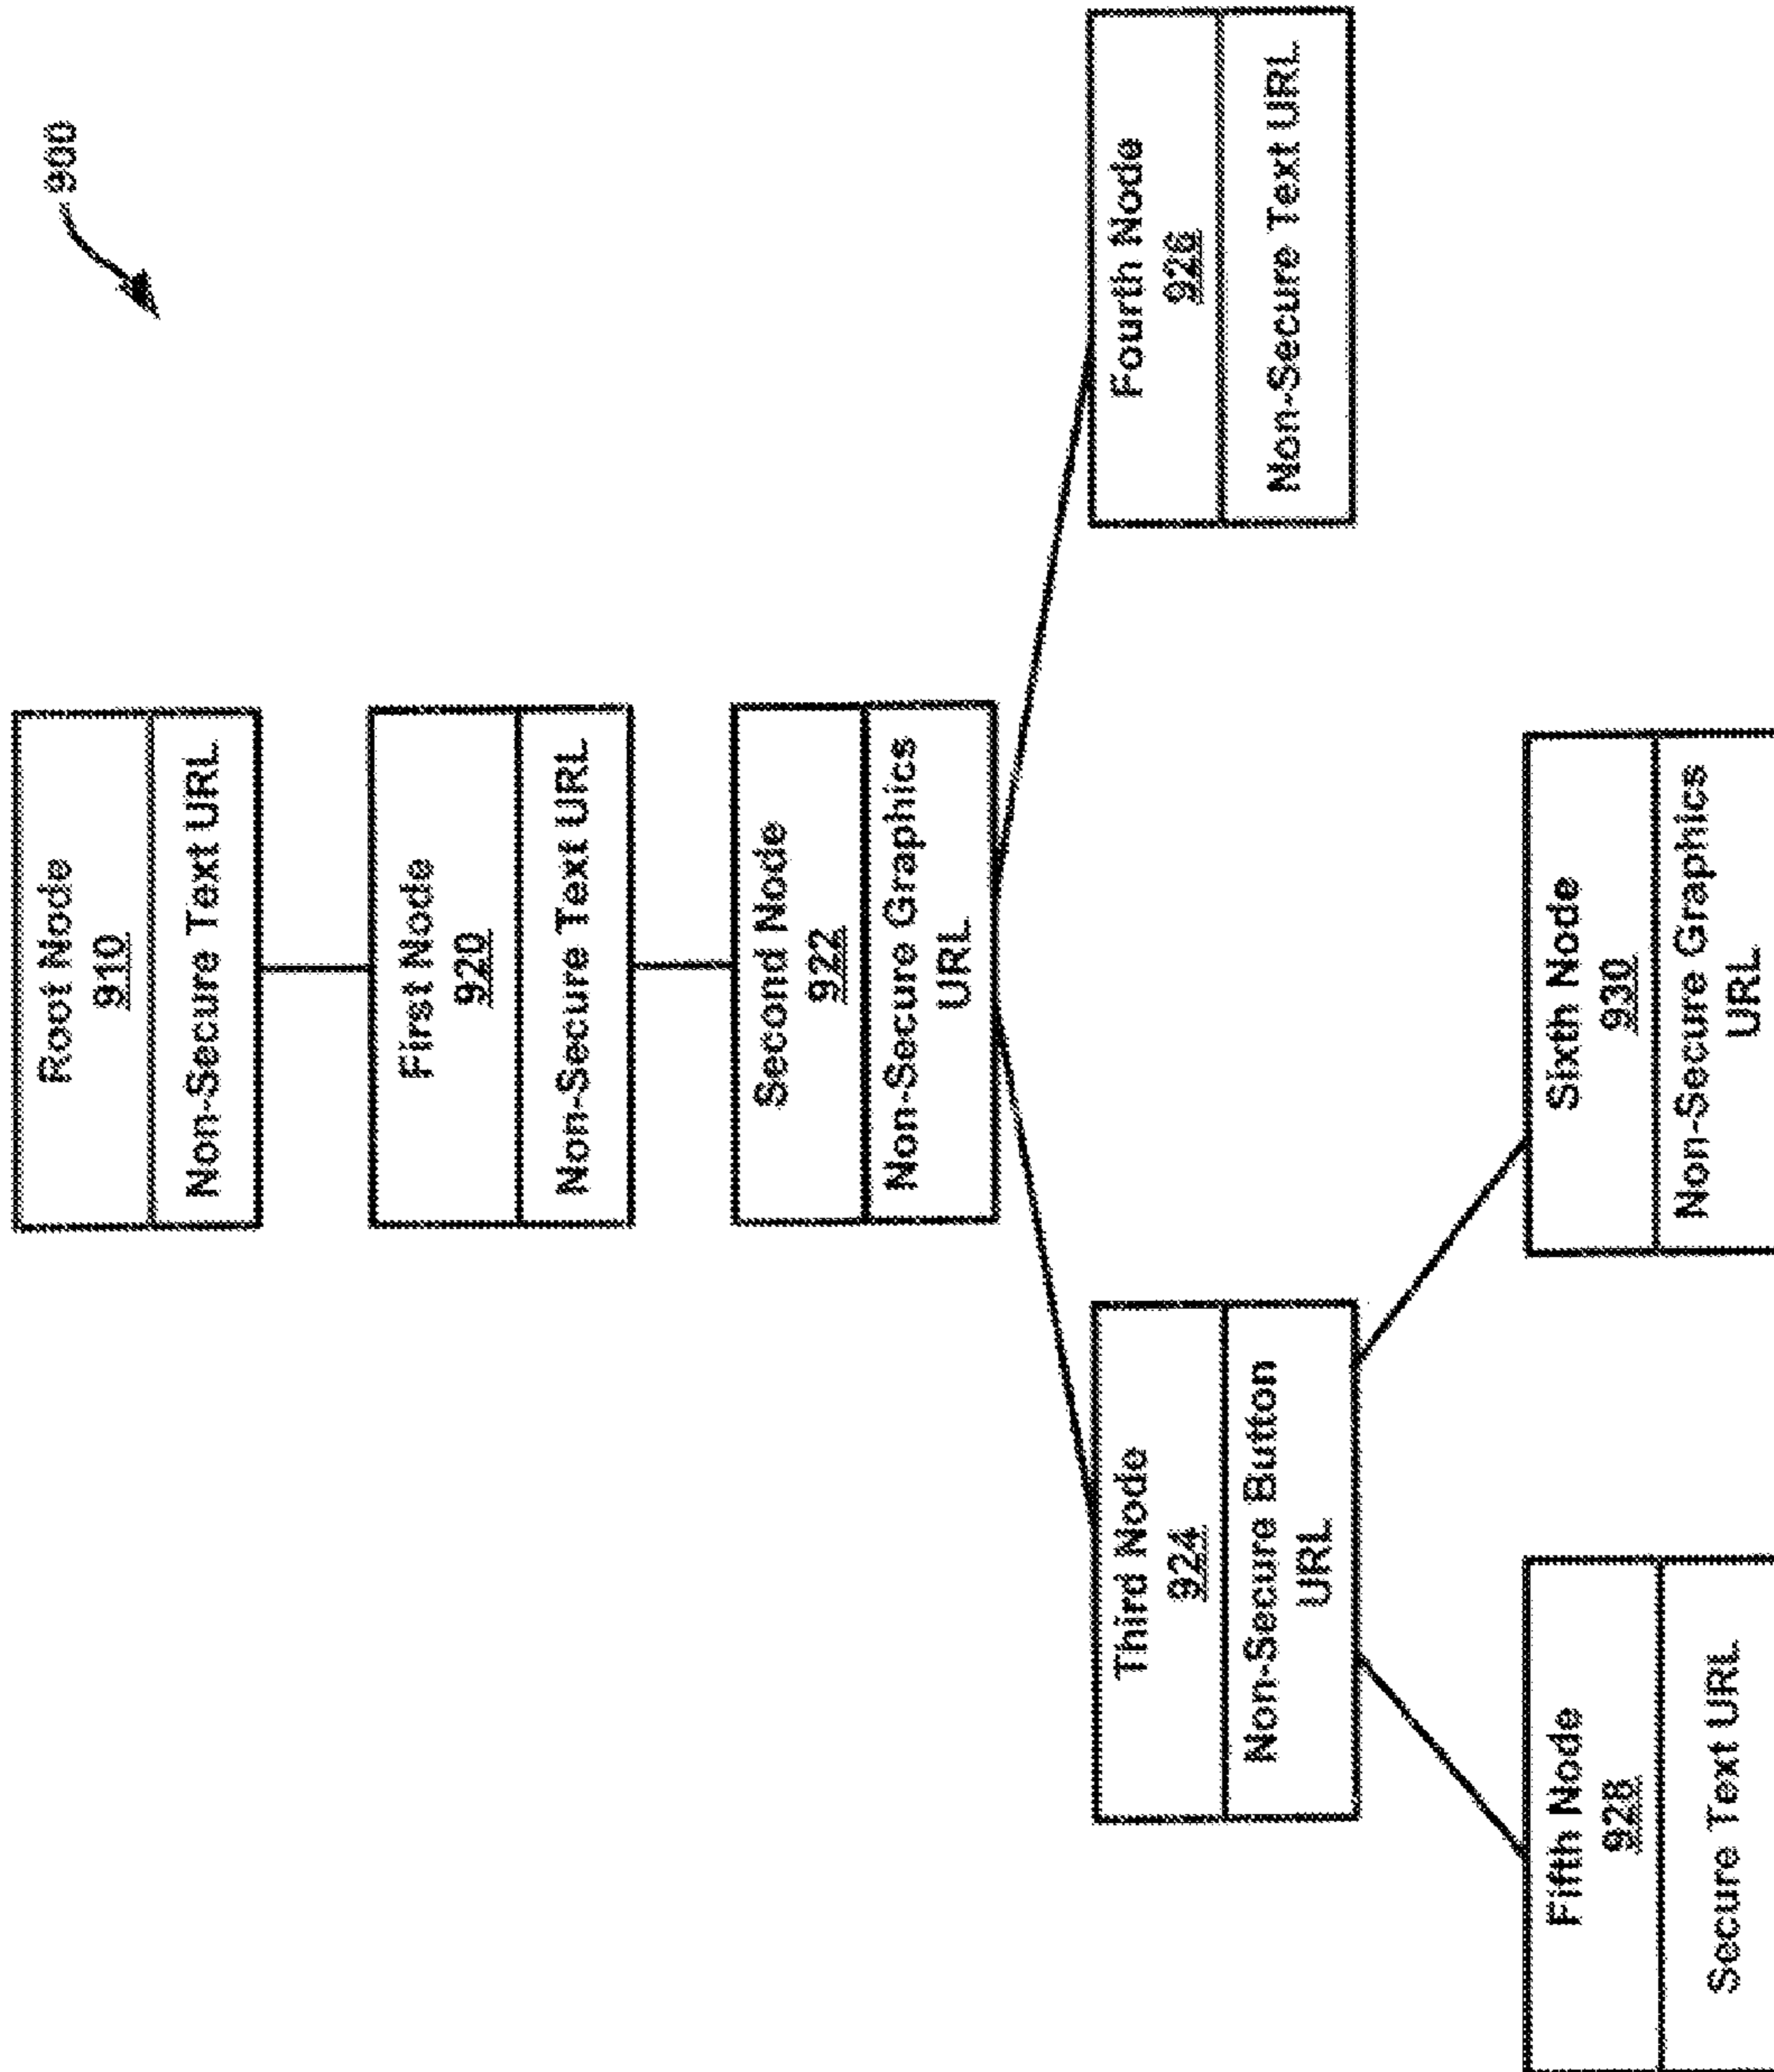 900
Root Node
910
Non-Secure Text URL
First Node
920
Non-Secure Text URL
Second Node
922
Non-Secure Graphics
URL
Third Node
924
Non-Secure Button
URL
Fourth Node
926
Non-Secure Text URL
Fifth Node
928
Secure Text URL
Sixth Node
930
Non-Secure Graphics
URL